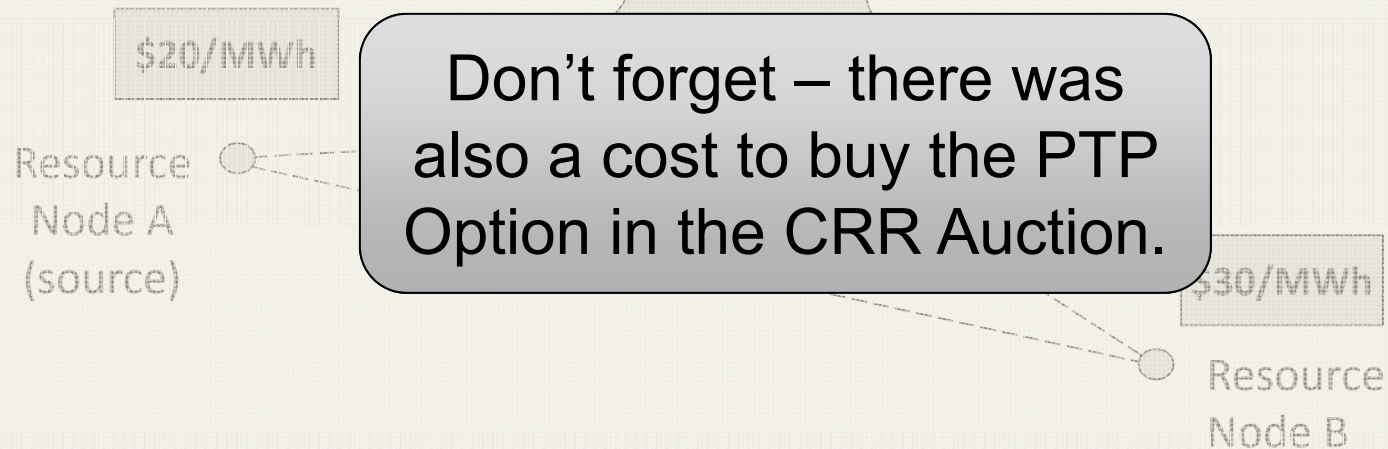 $20/MWh
Don’t forget – there was
also a cost to buy the PTP
Option in the CRR Auction.
Resource
Node A
(source)
$30/MWh
Resource
Node B